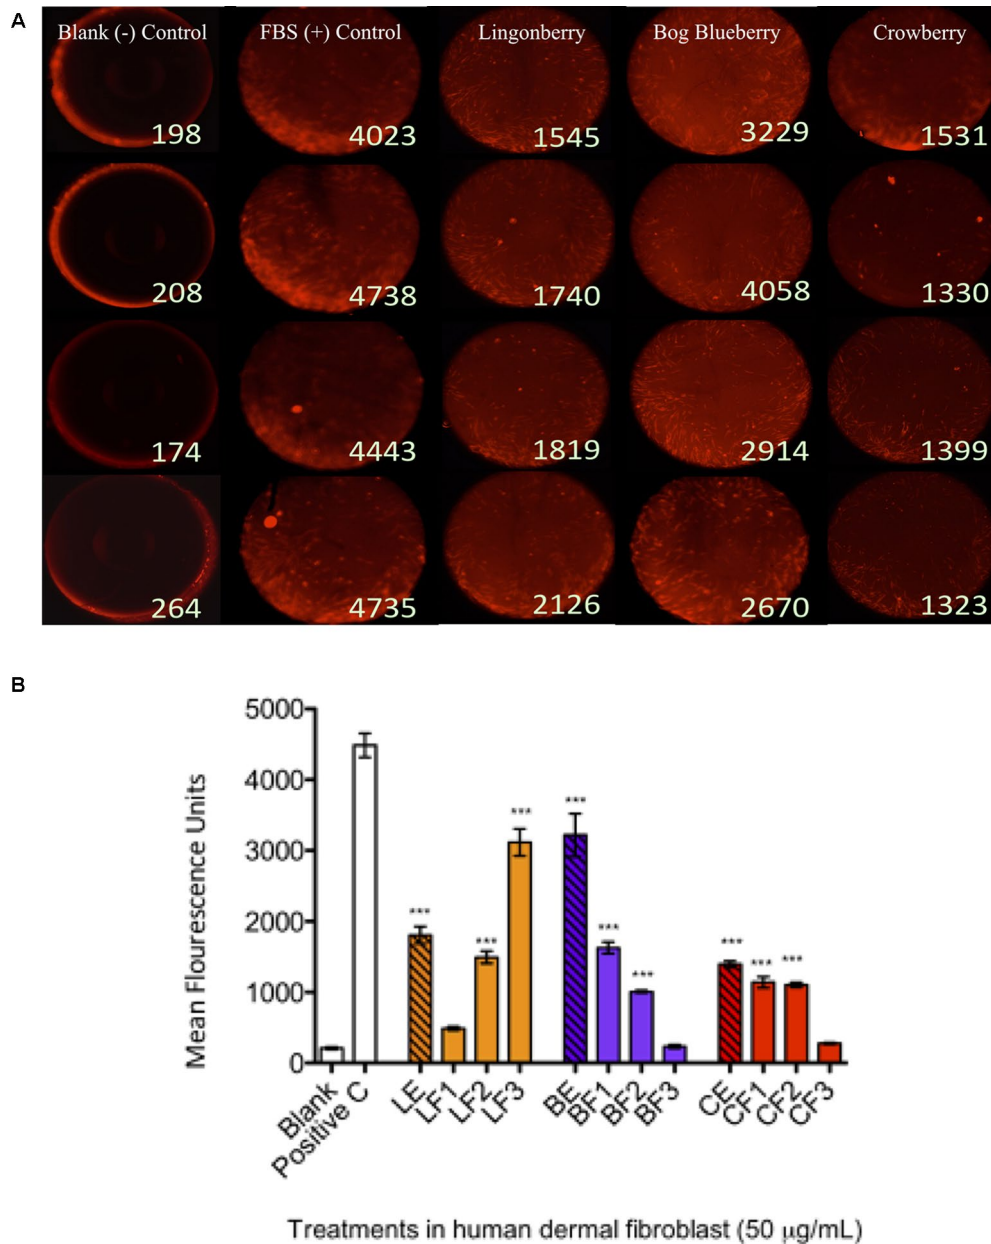 A
Blank (-) Control FBS (+) Control Lingonberry Bog Blueberry Crowberry
198 4023 1545 3229 1531
208 4738 1740 4058 1330
174 4443 1819 2914 1399
264 4735 2126 2670 1323
B
Mean Flourescence Units
5000
4000
3000
2000
1000
0
*** *** *** *** *** *** *** *** ***
Blank Positive C LE LF1 LF2 LF3 BE BF1 BF2 BF3 CE CF1 CF2 CF3
Treatments in human dermal fibroblast (50 μg/mL)